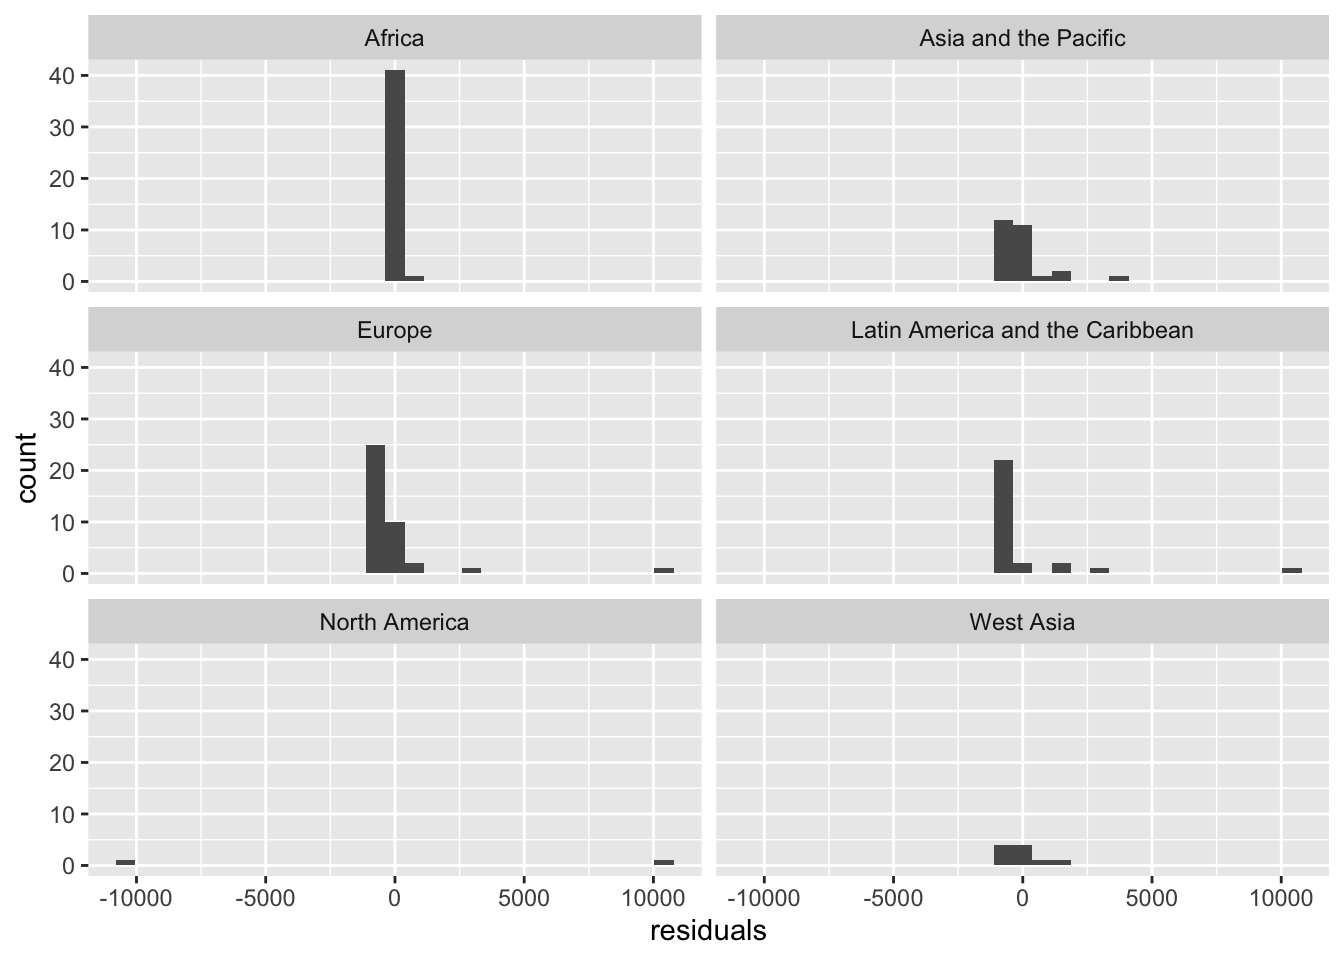 Africa
Asia and the Pacific
40
30
20
10
0
Europe
Latin America and the Caribbean
40
30
20
10
0
count
North America
West Asia
40
30
20
10
0
-10000 -5000 0 5000 10000
-10000 -5000 0 5000 10000
residuals